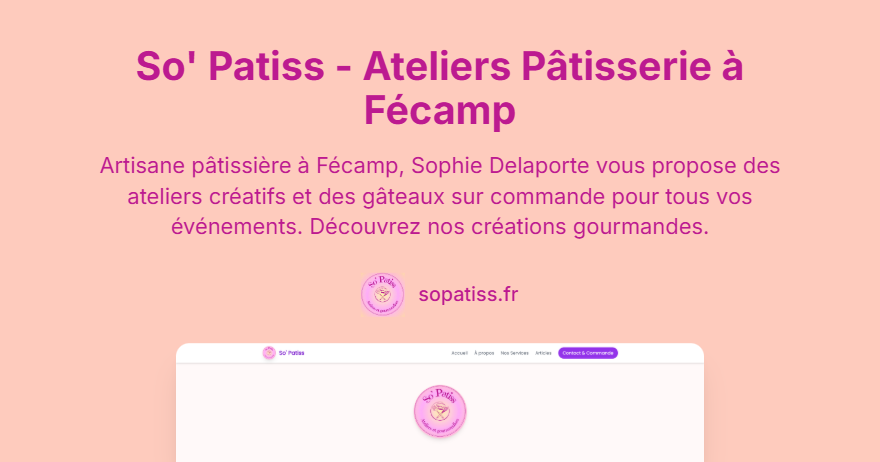 So' Patiss - Ateliers Pâtisserie à
Fécamp
Artisane pâtissière à Fécamp, Sophie Delaporte vous propose des
ateliers créatifs et des gâteaux sur commande pour tous vos
événements. Découvrez nos créations gourmandes.
So' Patiss
sopatiss.fr
So' Patiss
Accueil À propos Nos Services Articles Contact & Commande
So' Patiss